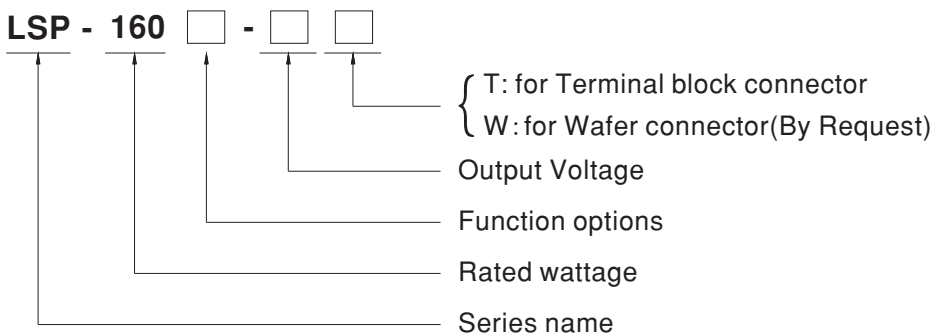 LSP - 160 □ - □ □
T: for Terminal block connector
W: for Wafer connector(By Request)
Output Voltage
Function options
Rated wattage
Series name